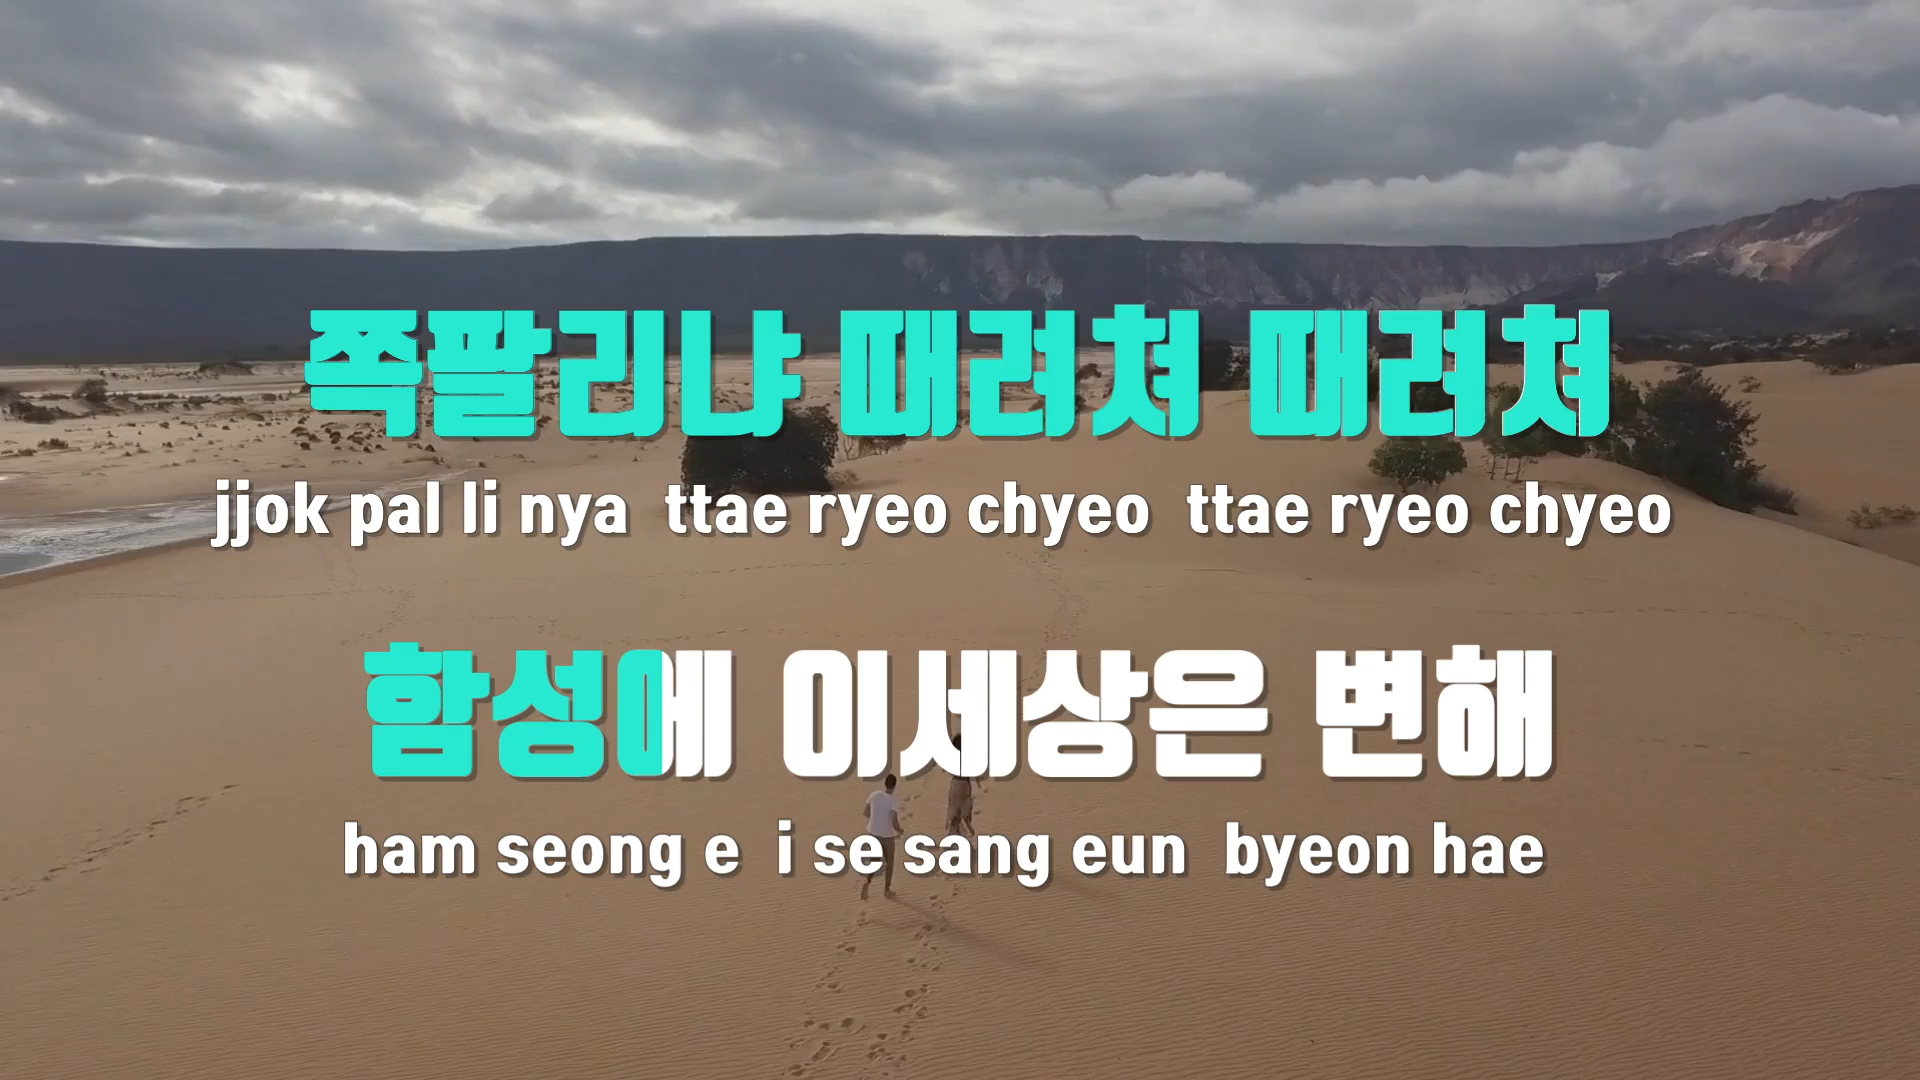 쪽팔리냐 때려쳐 때려쳐
jjok pal li nya ttae ryeo chyeo ttae ryeo chyeo
함성에 이세상은 변해
ham seong e i se sang eun byeon hae